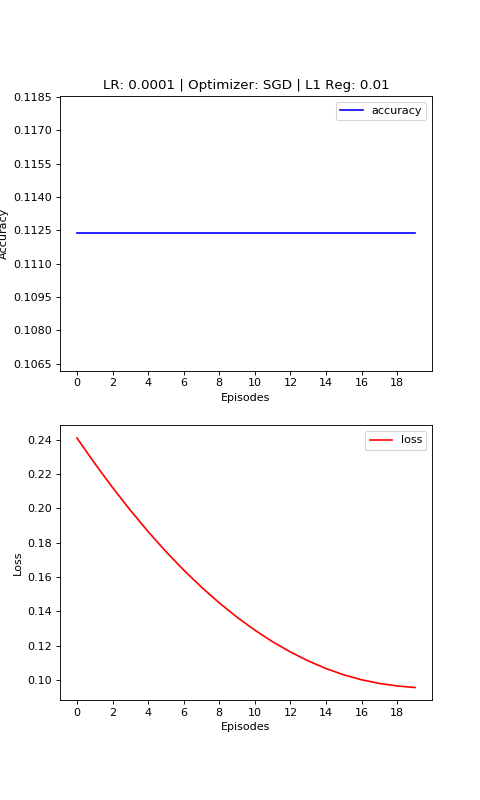 LR: 0.0001 | Optimizer: SGD | L1 Reg: 0.01
accuracy
0.1185
0.1170
0.1155
0.1140
0.1125
0.1110
0.1095
0.1080
0.1065
Accuracy
0 2 4 6 8 10 12 14 16 18
Episodes
loss
0.24
0.22
0.20
0.18
0.16
0.14
0.12
0.10
Loss
0 2 4 6 8 10 12 14 16 18
Episodes